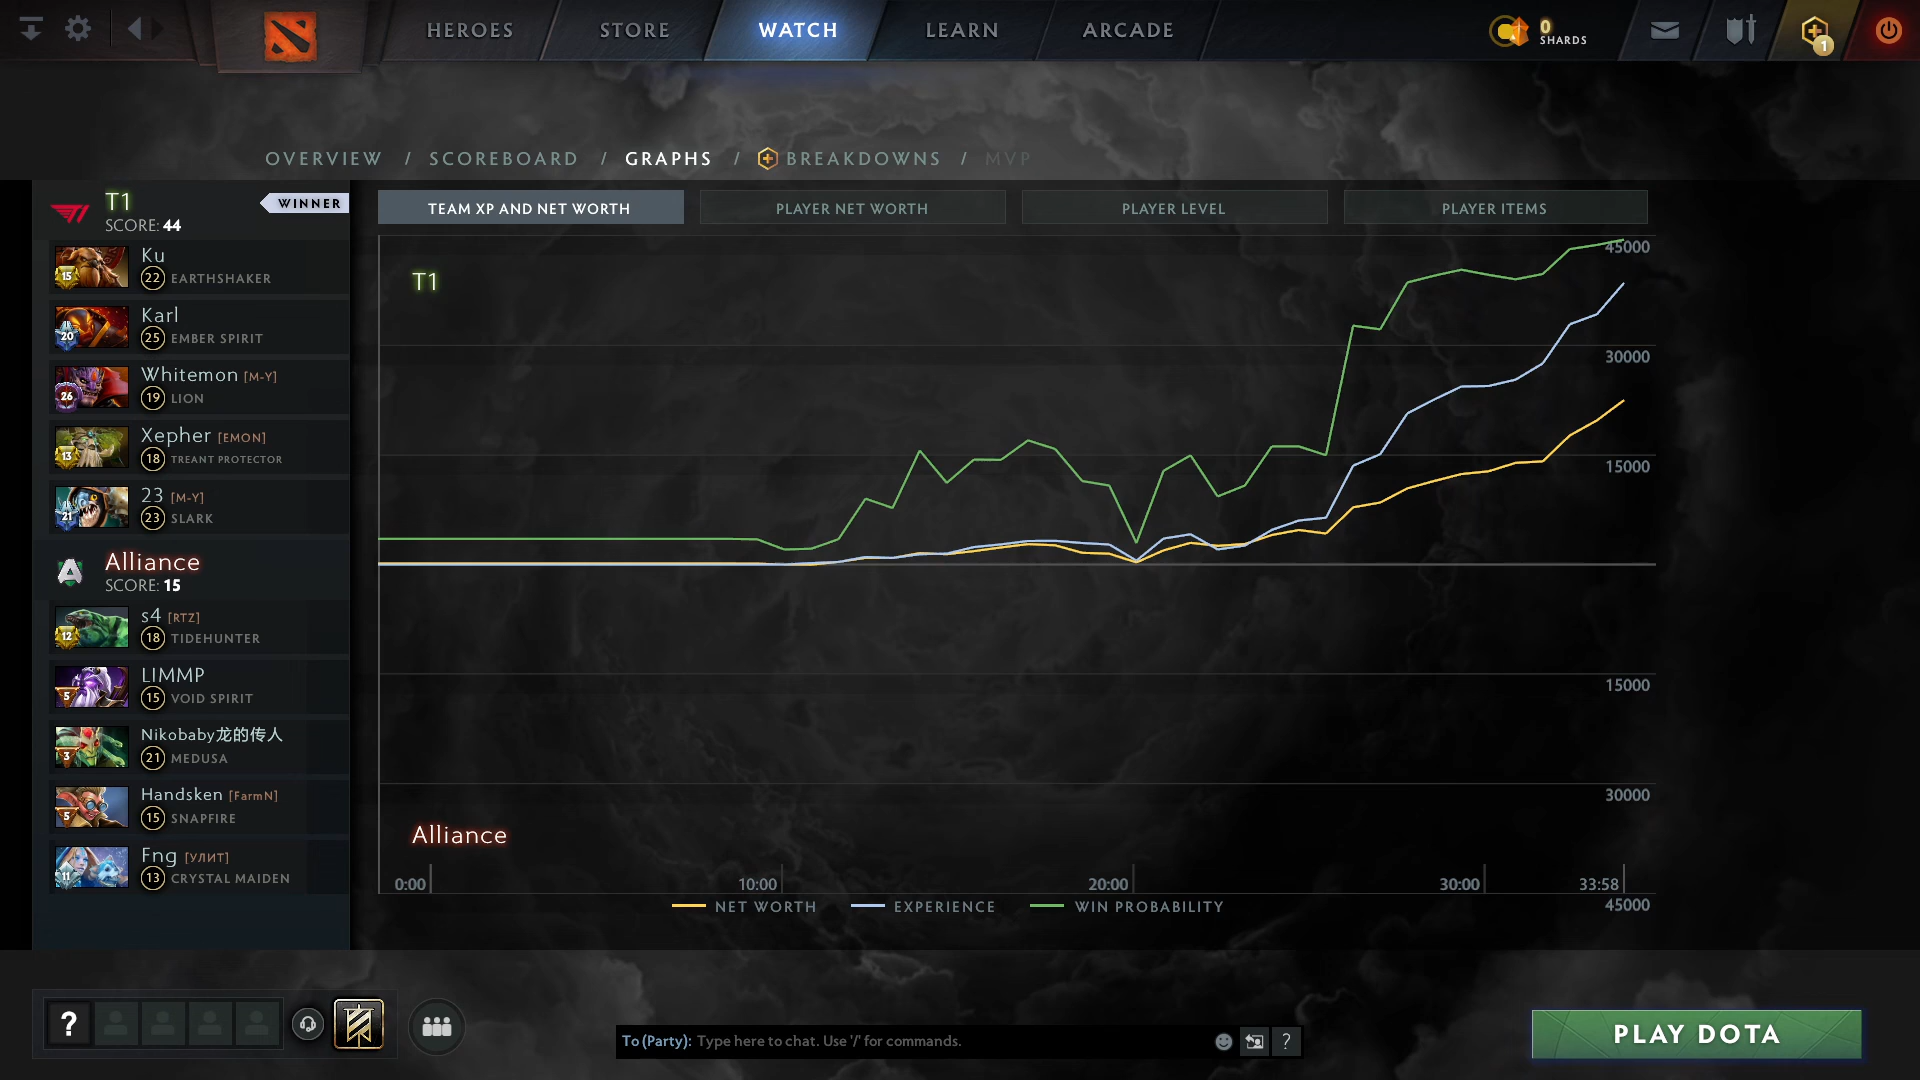 HEROES
STORE
WATCH
LEARN
ARCADE
0
SHARDS
1
OVERVIEW / SCOREBOARD / GRAPHS / BREAKDOWNS / MVP
T1
WINNER
SCORE: 44
Ku
15
22 EARTHSHAKER
Karl
20
25 EMBER SPIRIT
Whitemon [M-Y]
26
19 LION
Xepher [EMON]
13
18 TREANT PROTECTOR
23 [M-Y]
21
23 SLARK
Alliance
SCORE: 15
s4 [RTZ]
12
18 TIDEHUNTER
LIMMP
5
15 VOID SPIRIT
Nikobaby龙的传人
3
21 MEDUSA
Handsken [FarmN]
5
15 SNAPFIRE
Fng [УЛИТ]
11
13 CRYSTAL MAIDEN
TEAM XP AND NET WORTH
PLAYER NET WORTH
PLAYER LEVEL
PLAYER ITEMS
T1
45000
30000
15000
15000
30000
Alliance
0:00
10:00
20:00
30:00
33:58
45000
NET WORTH
EXPERIENCE
WIN PROBABILITY
?
To (Party): Type here to chat. Use '/' for commands.
?
PLAY DOTA